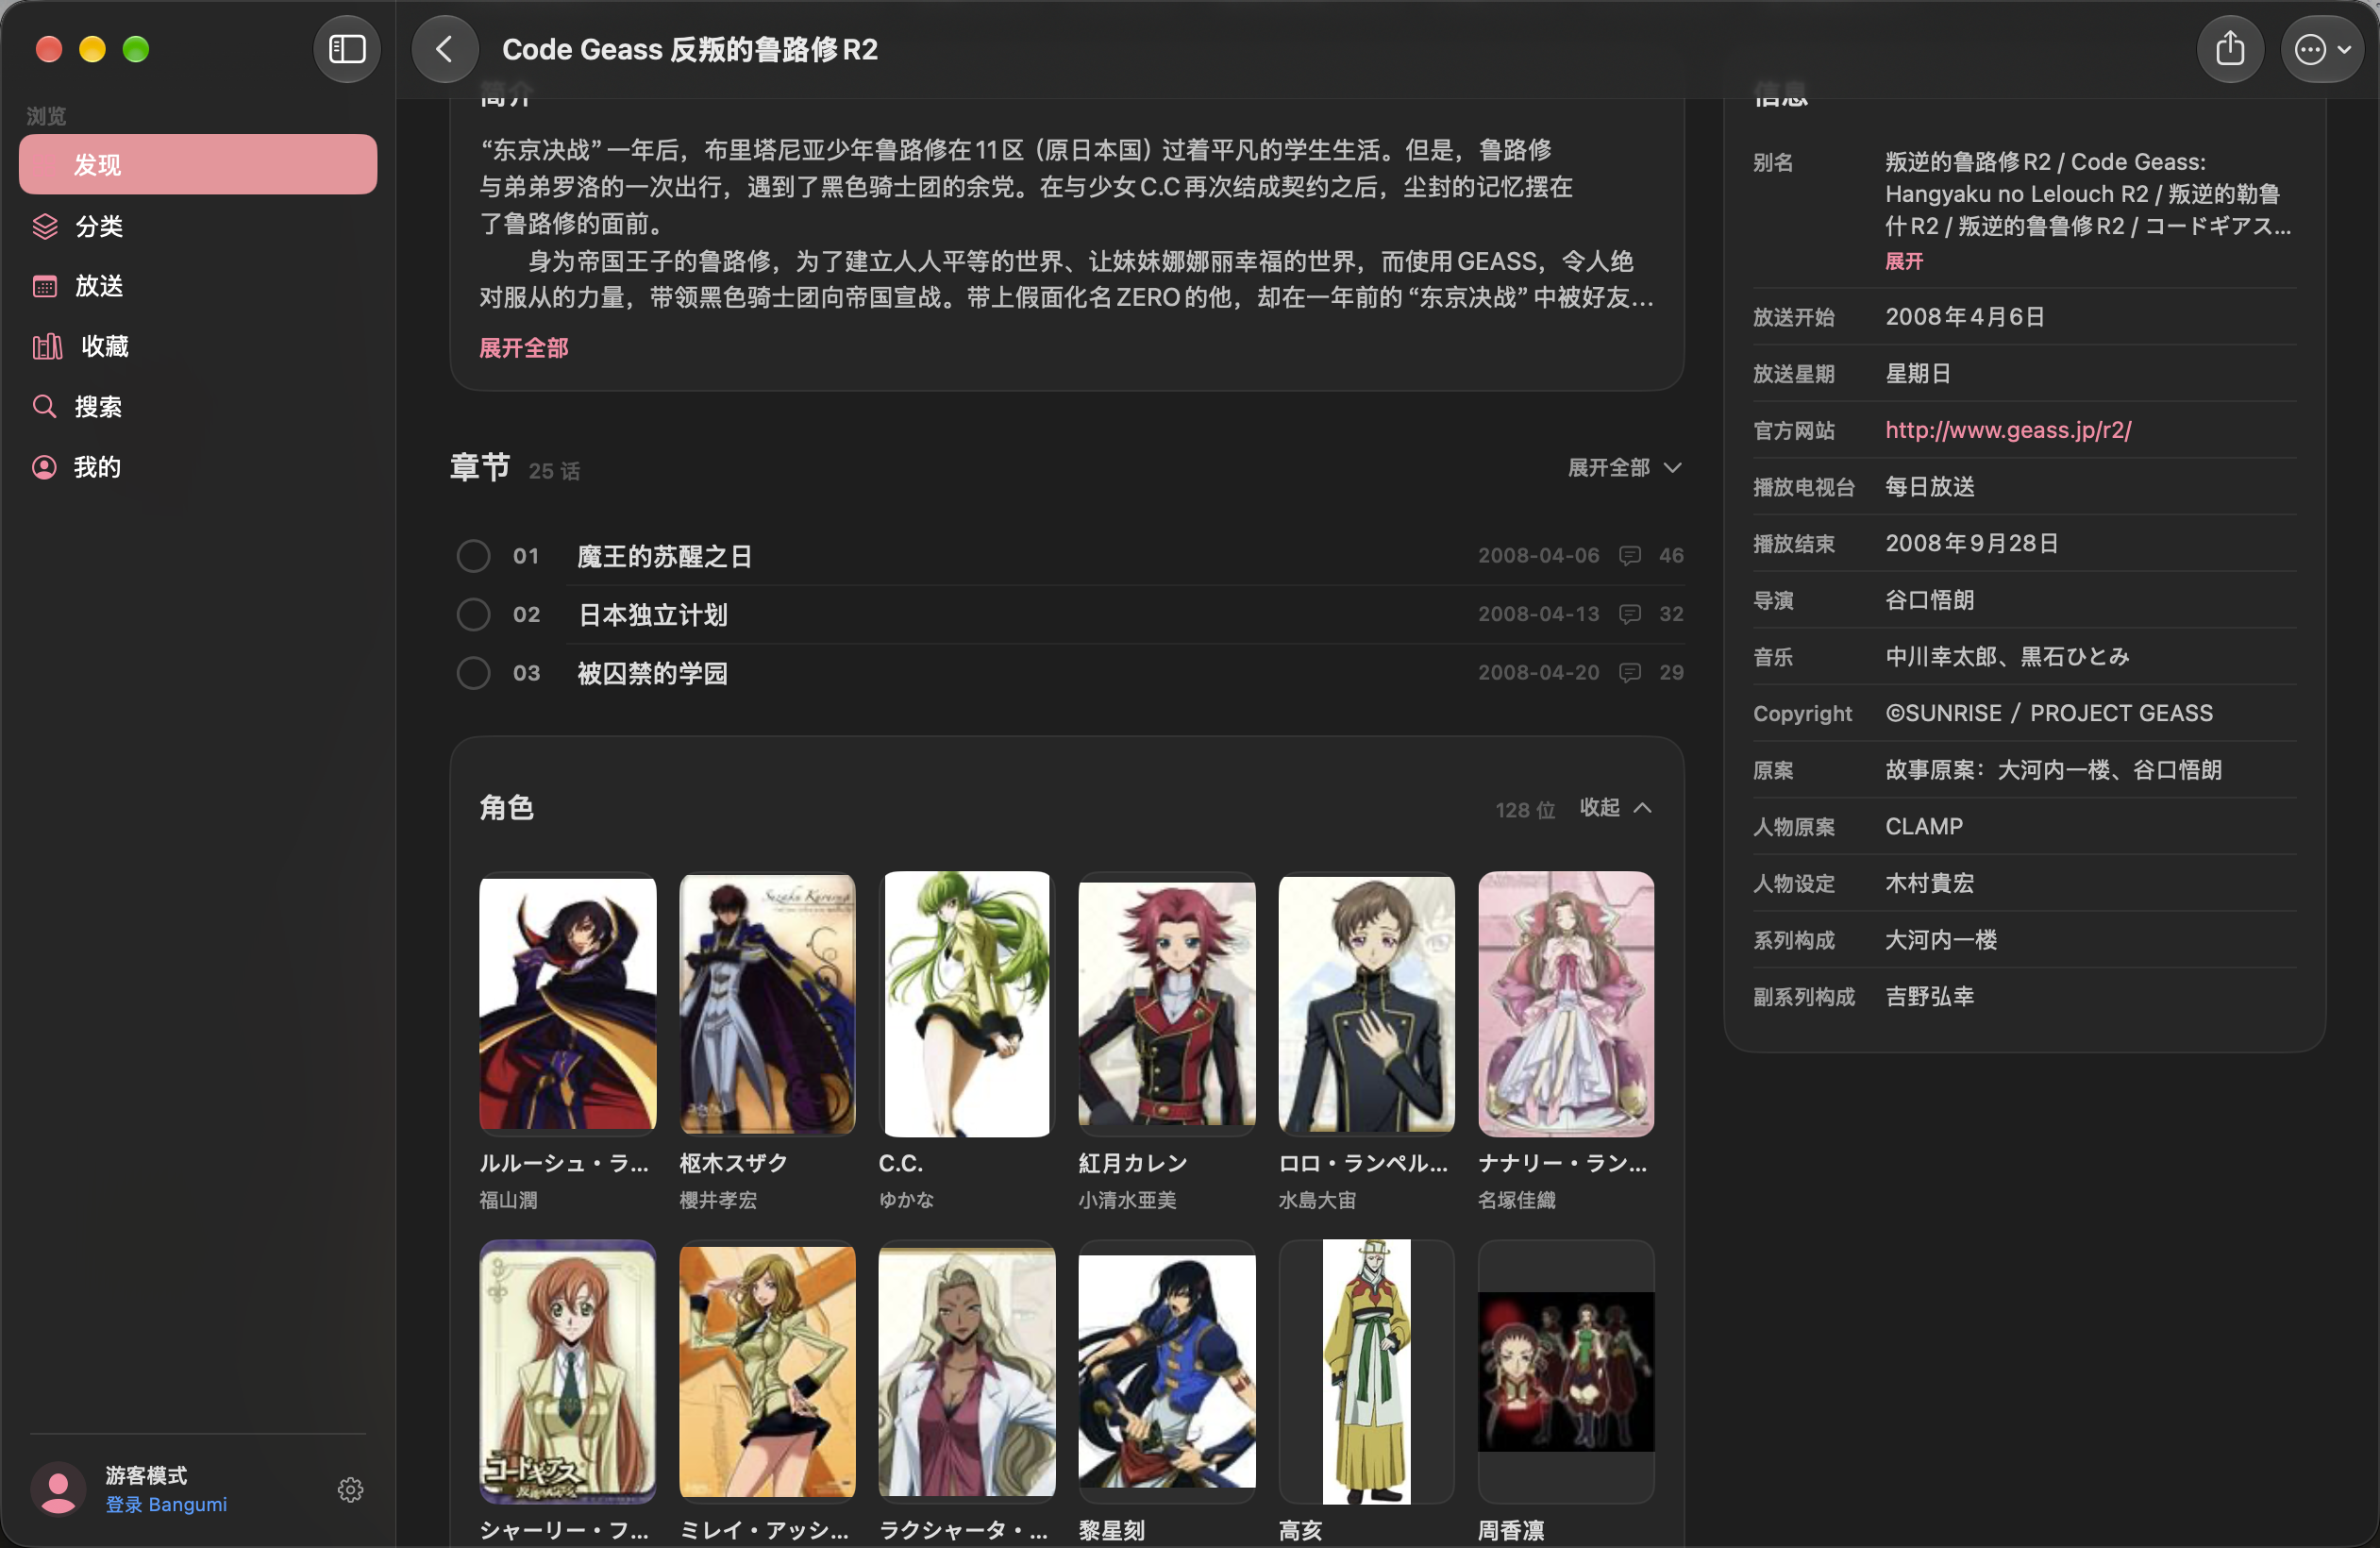 Code Geass 反叛的鲁路修R2
浏览
发现
分类
放送
收藏
搜索
我的
游客模式
登录 Bangumi
简介
“东京决战”一年后，布里塔尼亚少年鲁路修在11区（原日本国）过着平凡的学生生活。但是，鲁路修
与弟弟罗洛的一次出行，遇到了黑色骑士团的余党。在与少女C.C再次结成契约之后，尘封的记忆摆在
了鲁路修的面前。
身为帝国王子的鲁路修，为了建立人人平等的世界、让妹妹娜娜丽幸福的世界，而使用GEASS，令人绝
对服从的力量，带领黑色骑士团向帝国宣战。带上假面化名ZERO的他，却在一年前的“东京决战”中被好友…
展开全部
章节 25 话
展开全部
01 魔王的苏醒之日 2008-04-06 46
02 日本独立计划 2008-04-13 32
03 被囚禁的学园 2008-04-20 29
角色
128 位 收起
Suzaku Kururugi
ルルーシュ・ラ…
福山潤
枢木スザク
櫻井孝宏
C.C.
ゆかな
紅月カレン
小清水亜美
ロロ・ランペル…
水島大宙
ナナリー・ラン…
名塚佳織
コードギアス
シャーリー・フ…
ミレイ・アッシ…
ラクシャータ・…
黎星刻
高亥
周香凛
信息
别名 叛逆的鲁路修R2 / Code Geass:
Hangyaku no Lelouch R2 / 叛逆的勒鲁
什R2 / 叛逆的鲁鲁修R2 / コードギアス…
展开
放送开始 2008年4月6日
放送星期 星期日
官方网站 http://www.geass.jp/r2/
播放电视台 每日放送
播放结束 2008年9月28日
导演 谷口悟朗
音乐 中川幸太郎、黒石ひとみ
Copyright ©SUNRISE / PROJECT GEASS
原案 故事原案：大河内一楼、谷口悟朗
人物原案 CLAMP
人物设定 木村貴宏
系列构成 大河内一楼
副系列构成 吉野弘幸